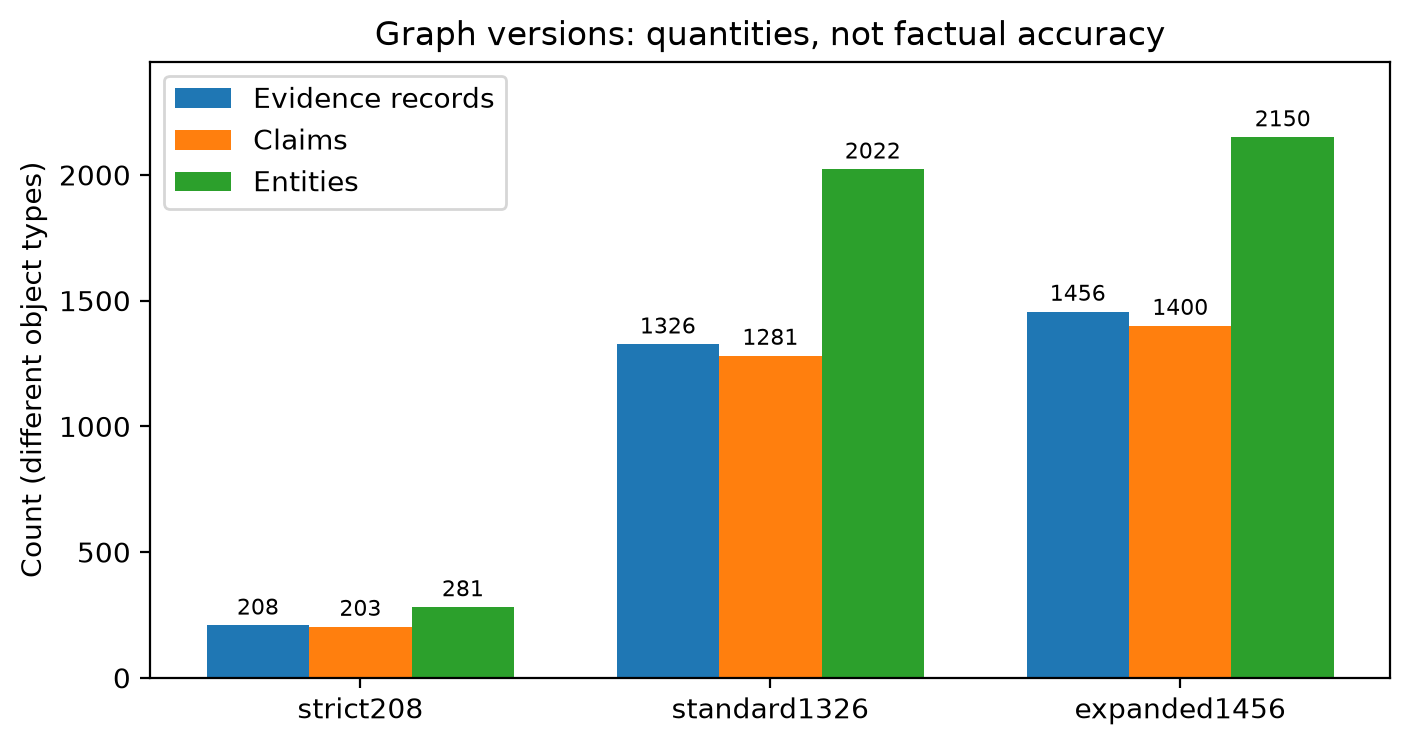 Graph versions: quantities, not factual accuracy
Evidence records
Claims
Entities
Count (different object types)
2000
1500
1000
500
0
208
203
281
1326
1281
2022
1456
1400
2150
strict208
standard1326
expanded1456